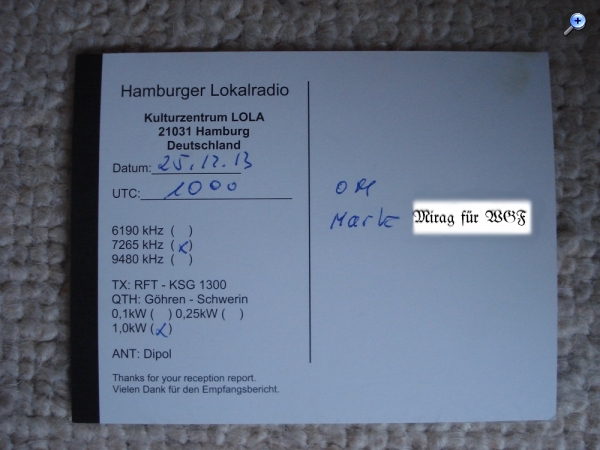 Hamburger Lokalradio
Kulturzentrum LOLA
21031 Hamburg
Deutschland
Datum: 25.12.13
UTC: 1000
6190 kHz ( )
7265 kHz (x)
9480 kHz ( )
TX: RFT - KSG 1300
QTH: Göhren - Schwerin
0,1kW ( ) 0,25kW ( )
1,0kW (x)
ANT: Dipol
Thanks for your reception report.
Vielen Dank für den Empfangsbericht.
OM
Mark Mirag für WGF